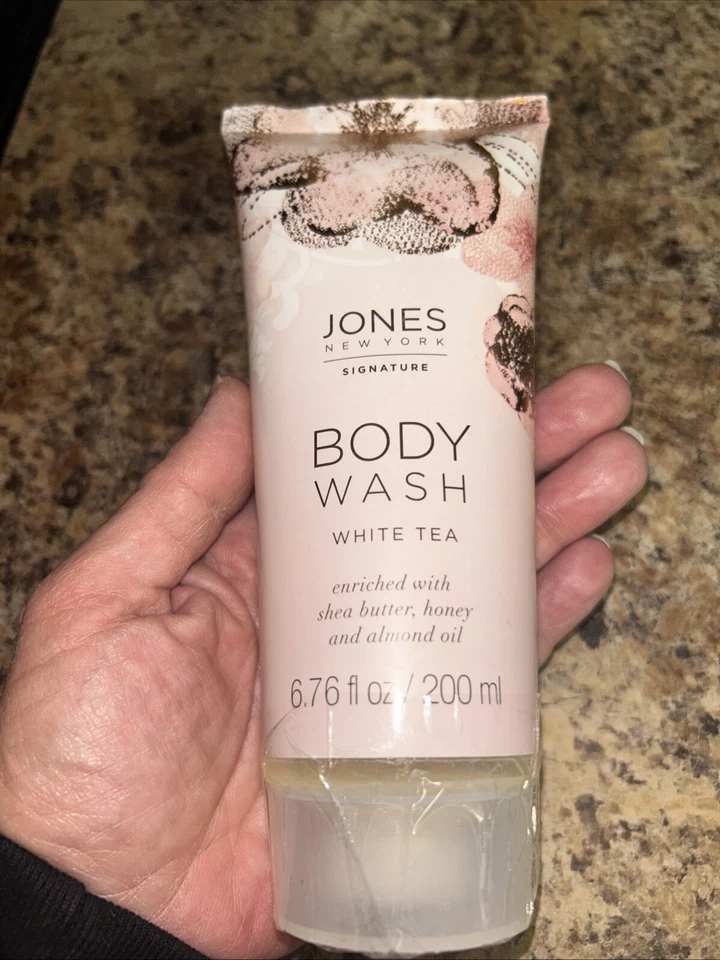 JONES
NEW YORK
SIGNATURE
BODY
WASH
WHITE TEA
enriched with
shea butter, honey
and almond oil
6.76 fl oz / 200 ml